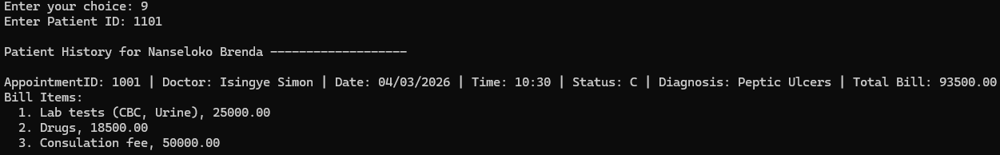 Enter your choice: 9
Enter Patient ID: 1101
Patient History for Nanseloko Brenda -------------------
AppointmentID: 1001 | Doctor: Isingye Simon | Date: 04/03/2026 | Time: 10:30 | Status: C | Diagnosis: Peptic Ulcers | Total Bill: 93500.00
Bill Items:
1. Lab tests (CBC, Urine), 25000.00
2. Drugs, 18500.00
3. Consulation fee, 50000.00